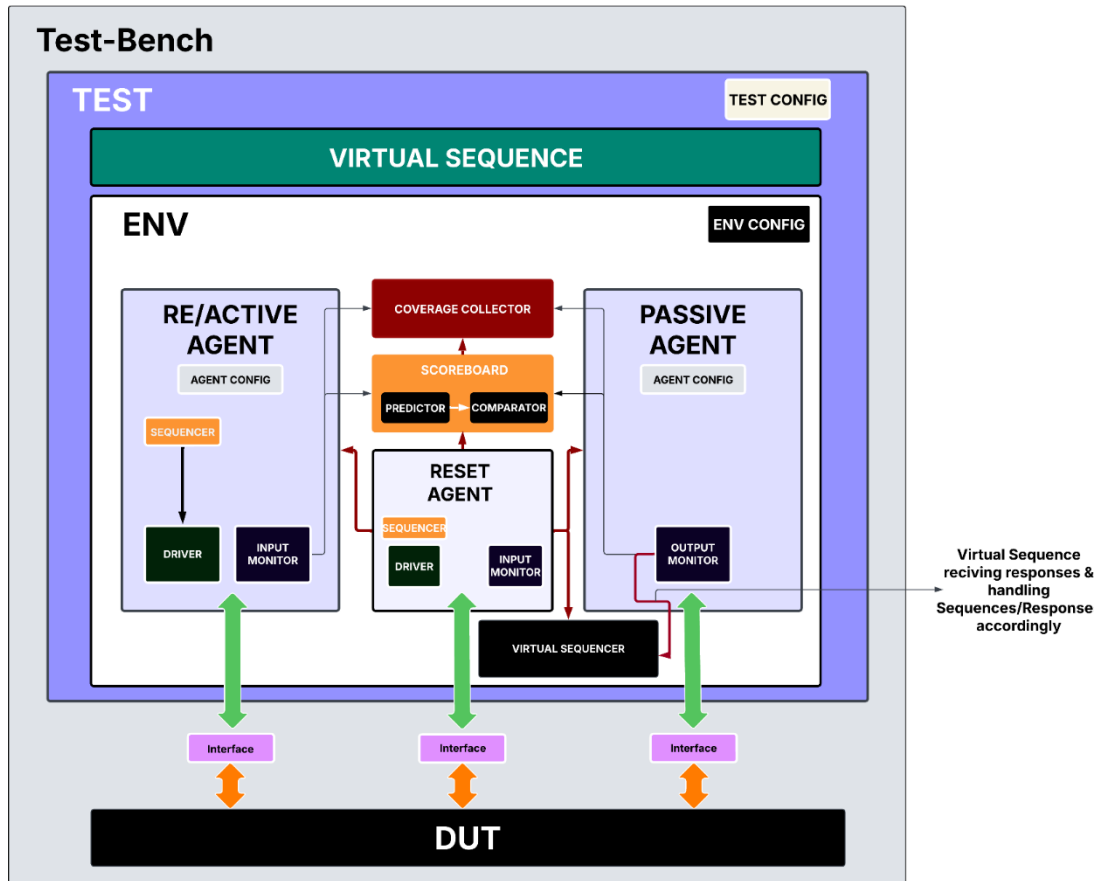 Test-Bench
TEST
TEST CONFIG
VIRTUAL SEQUENCE
ENV
ENV CONFIG
RE/ACTIVE
AGENT
AGENT CONFIG
SEQUENCER
DRIVER
INPUT
MONITOR
COVERAGE COLLECTOR
SCOREBOARD
PREDICTOR
COMPARATOR
RESET
AGENT
SEQUENCER
DRIVER
INPUT
MONITOR
PASSIVE
AGENT
AGENT CONFIG
OUTPUT
MONITOR
VIRTUAL SEQUENCER
Virtual Sequence
reciving responses &
handling
Sequences/Response
accordingly
Interface
Interface
Interface
DUT